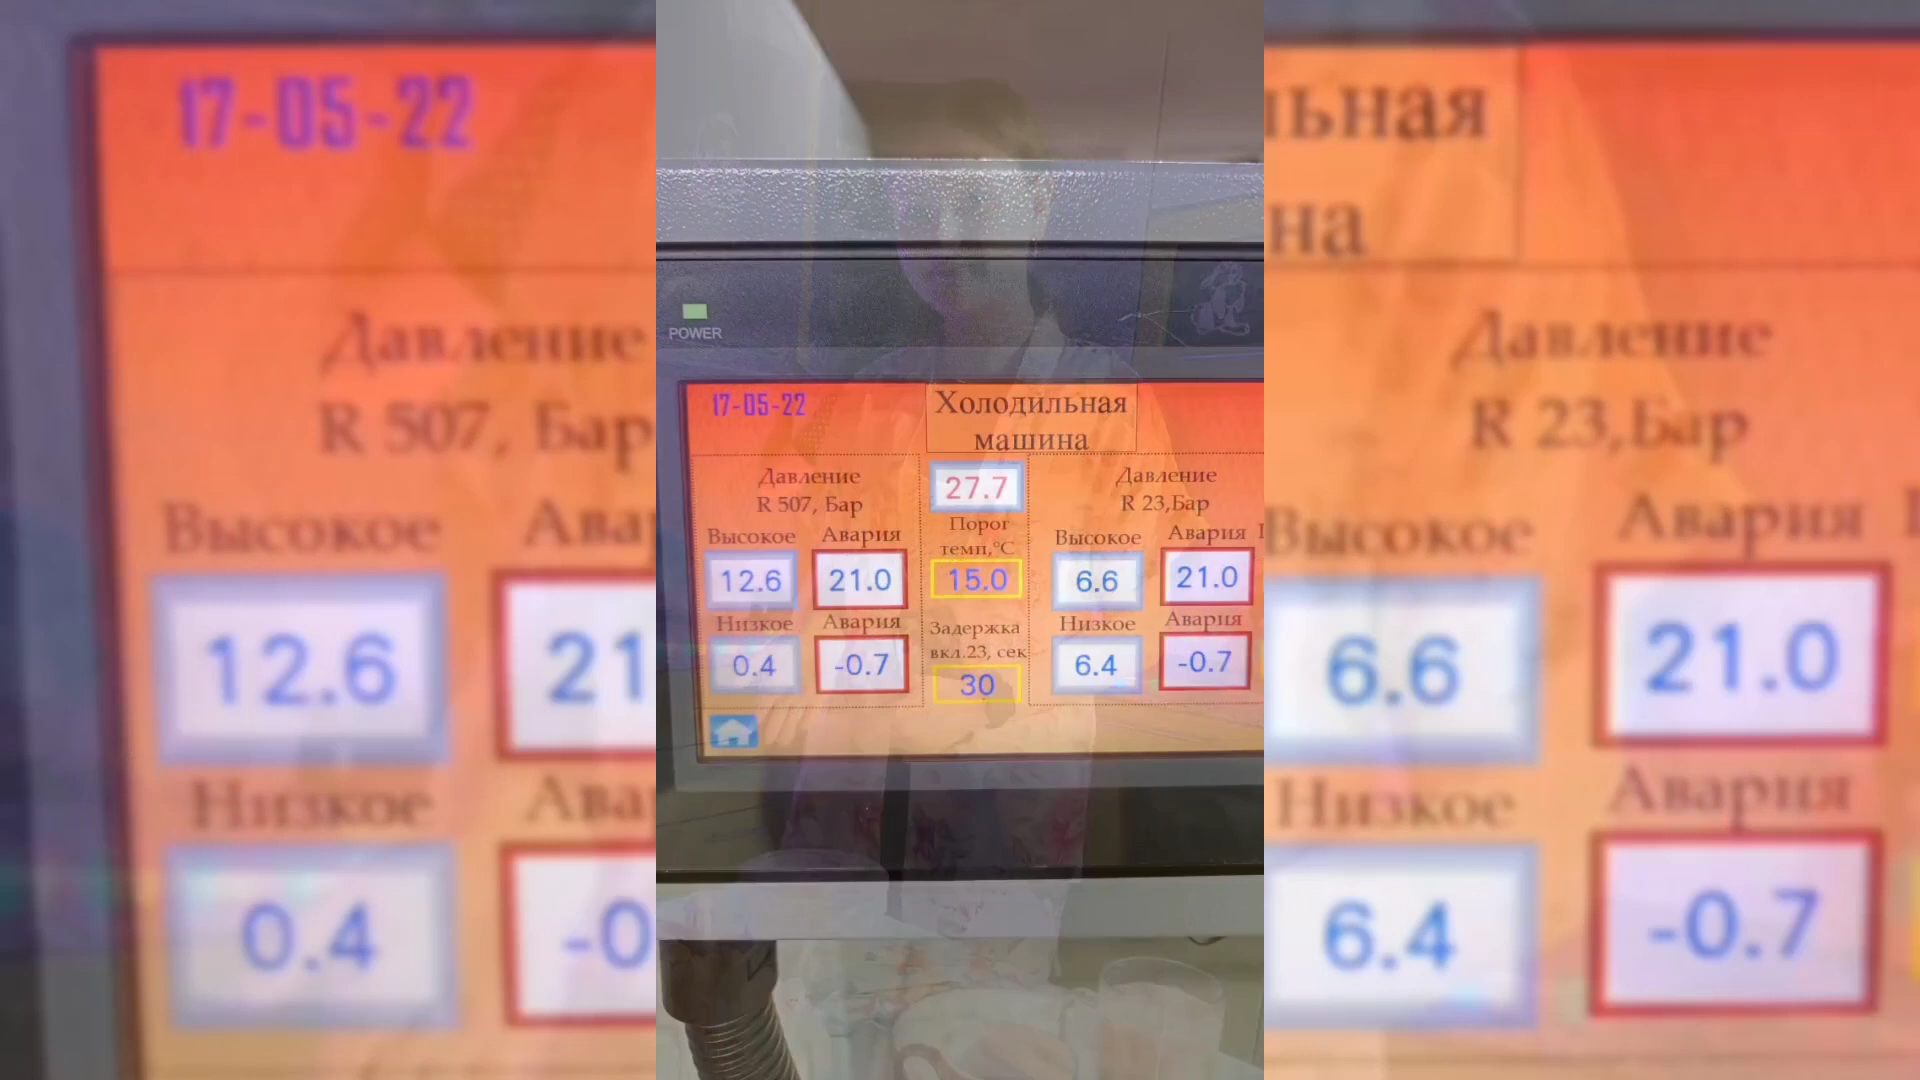 POWER
17-05-22
Холодильная
машина
Давление
R 507, Бар
27.7
Давление
R 23,Бар
Высокое
Авария
Порог
темп,°C
Высокое
Авария
12.6
21.0
15.0
6.6
21.0
Низкое
Авария
Задержка
вкл.23, сек
Низкое
Авария
0.4
-0.7
30
6.4
-0.7